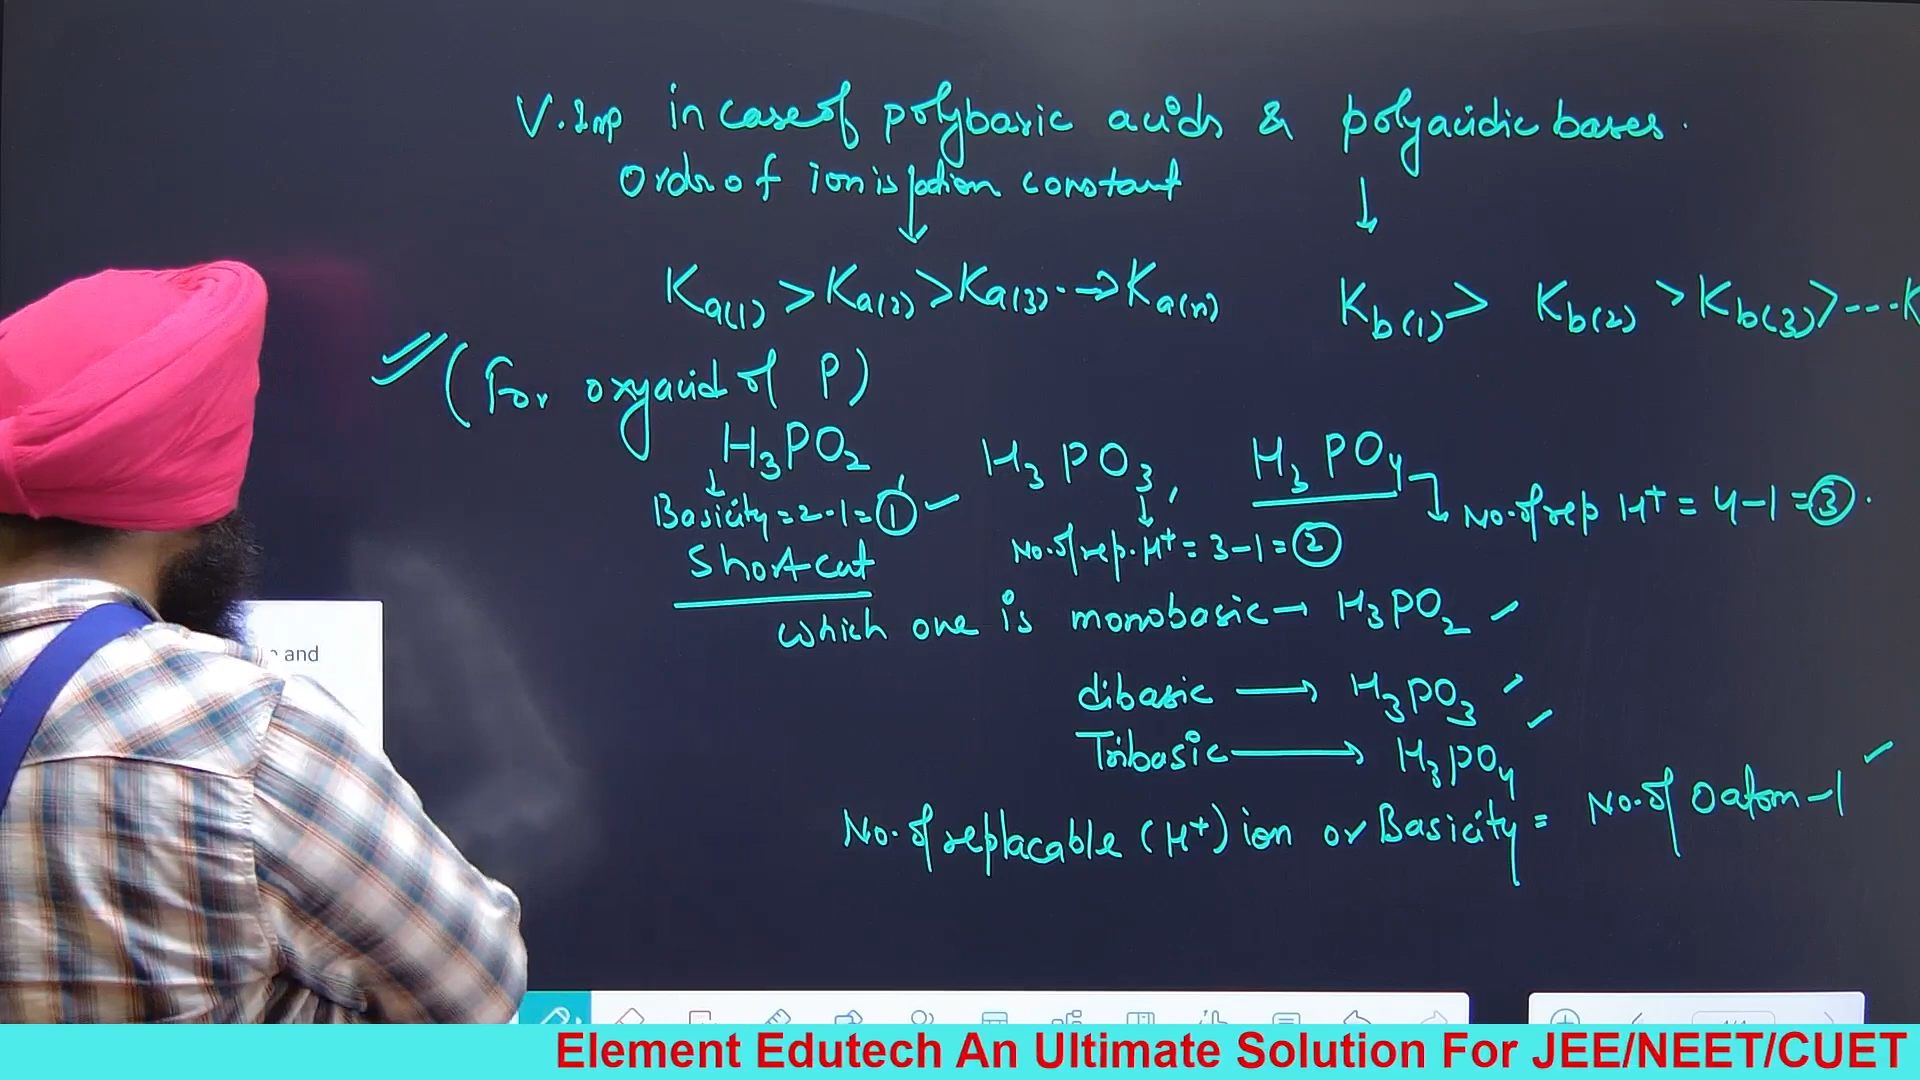 V.Imp in case of polybasic acids & polyacidic bases.
Order of ionisation constant
Ka(1) > Ka(2) > Ka(3) --> Ka(n)
Kb(1) > Kb(2) > Kb(3) > ---- K
(For oxyacid of P)
H3PO2 , H3PO3 , H3PO4
Basicity = 2-1 = 1
No. of rep. H+ = 3-1 = 2
No. of rep H+ = 4-1 = 3.
Shortcut
which one is monobasic → H3PO2
dibasic → H3PO3
Tribasic → H3PO4
No. of replacable (H+) ion or Basicity = No. of O atom -1
and
Element Edutech An Ultimate Solution For JEE/NEET/CUET